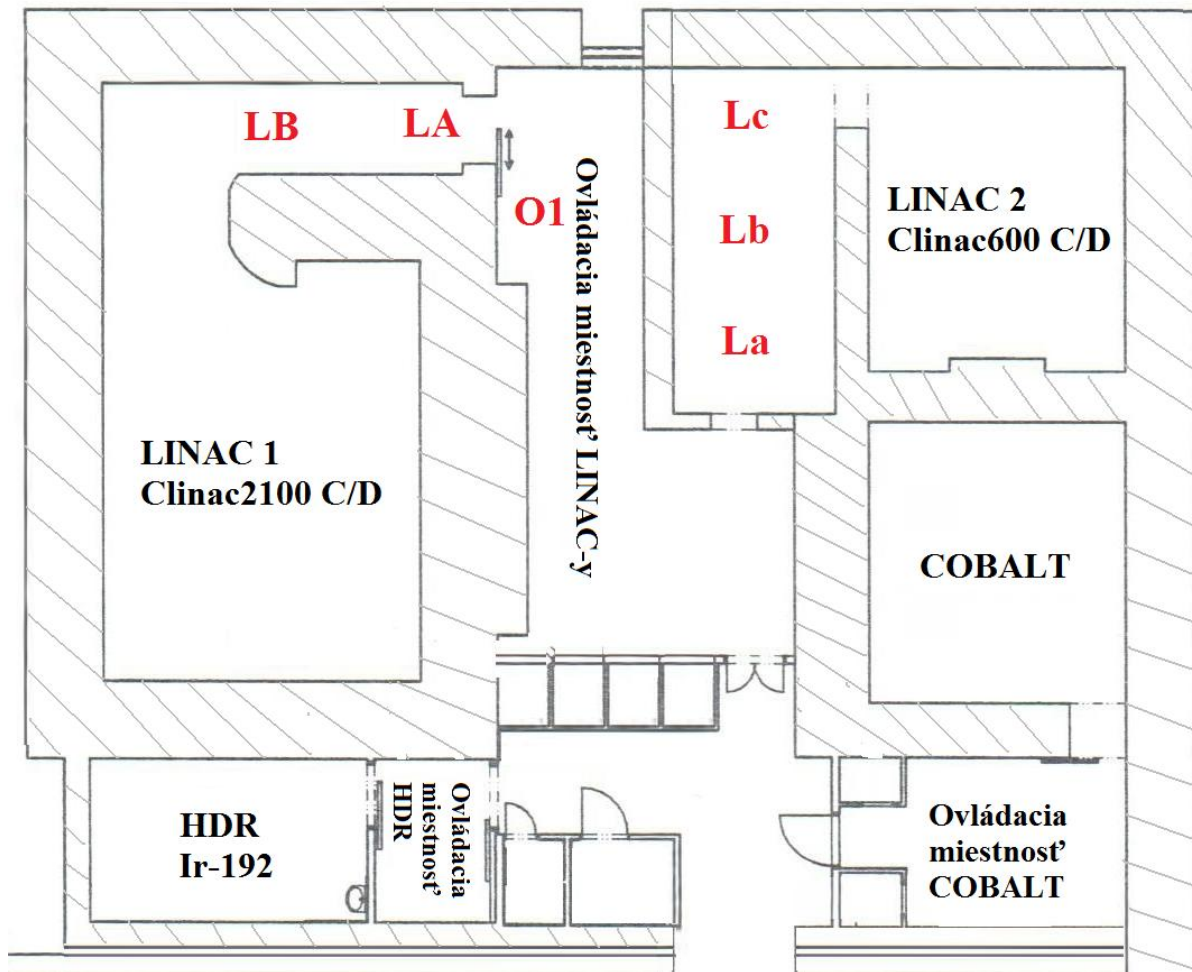 LB
LA
O1
Ovládacia miestnosť LINAC-y
Lc
Lb
La
LINAC 2
Clinac600 C/D
LINAC 1
Clinac2100 C/D
COBALT
HDR
Ir-192
Ovládacia
miestnosť
HDR
Ovládacia
miestnosť
COBALT